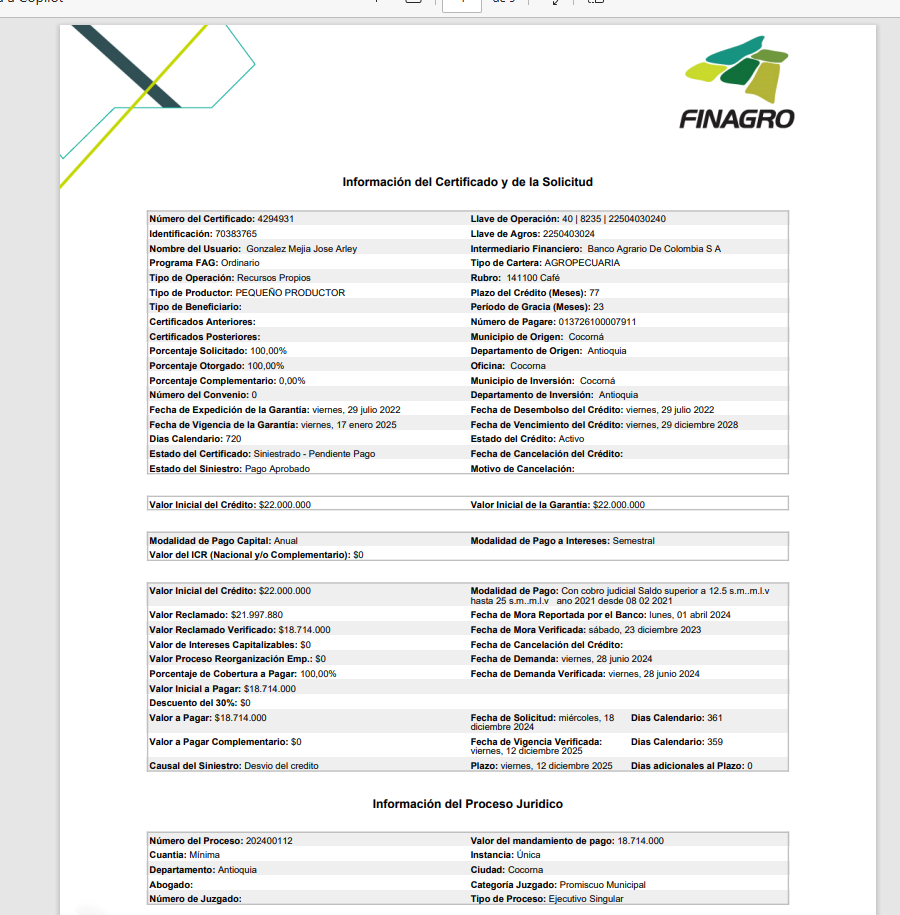 FINAGRO
Información del Certificado y de la Solicitud
Número del Certificado: 4294931 Llave de Operación: 40 | 8235 | 22504030240
Identificación: 70383765 Llave de Agros: 2250403024
Nombre del Usuario: Gonzalez Mejia Jose Arley Intermediario Financiero: Banco Agrario De Colombia S A
Programa FAG: Ordinario Tipo de Cartera: AGROPECUARIA
Tipo de Operación: Recursos Propios Rubro: 141100 Café
Tipo de Productor: PEQUEÑO PRODUCTOR Plazo del Crédito (Meses): 77
Tipo de Beneficiario: Período de Gracia (Meses): 23
Certificados Anteriores: Número de Pagare: 013726100007911
Certificados Posteriores: Municipio de Origen: Cocorná
Porcentaje Solicitado: 100,00% Departamento de Origen: Antioquia
Porcentaje Otorgado: 100,00% Oficina: Cocorna
Porcentaje Complementario: 0,00% Municipio de Inversión: Cocorná
Número del Convenio: 0 Departamento de Inversión: Antioquia
Fecha de Expedición de la Garantía: viernes, 29 julio 2022 Fecha de Desembolso del Crédito: viernes, 29 julio 2022
Fecha de Vigencia de la Garantía: viernes, 17 enero 2025 Fecha de Vencimiento del Crédito: viernes, 29 diciembre 2028
Dias Calendario: 720 Estado del Crédito: Activo
Estado del Certificado: Siniestrado - Pendiente Pago Fecha de Cancelación del Crédito:
Estado del Siniestro: Pago Aprobado Motivo de Cancelación:
Valor Inicial del Crédito: $22.000.000 Valor Inicial de la Garantía: $22.000.000
Modalidad de Pago Capital: Anual Modalidad de Pago a Intereses: Semestral
Valor del ICR (Nacional y/o Complementario): $0
Valor Inicial del Crédito: $22.000.000 Modalidad de Pago: Con cobro judicial Saldo superior a 12.5 s.m..m.l.v
hasta 25 s.m..m.l.v ano 2021 desde 08 02 2021
Valor Reclamado: $21.997.880 Fecha de Mora Reportada por el Banco: lunes, 01 abril 2024
Valor Reclamado Verificado: $18.714.000 Fecha de Mora Verificada: sábado, 23 diciembre 2023
Valor de Intereses Capitalizables: $0 Fecha de Cancelación del Crédito:
Valor Proceso Reorganización Emp.: $0 Fecha de Demanda: viernes, 28 junio 2024
Porcentaje de Cobertura a Pagar: 100,00% Fecha de Demanda Verificada: viernes, 28 junio 2024
Valor Inicial a Pagar: $18.714.000
Descuento del 30%: $0
Valor a Pagar: $18.714.000 Fecha de Solicitud: miércoles, 18 Dias Calendario: 361
diciembre 2024
Valor a Pagar Complementario: $0 Fecha de Vigencia Verificada: Dias Calendario: 359
viernes, 12 diciembre 2025
Causal del Siniestro: Desvio del credito Plazo: viernes, 12 diciembre 2025 Dias adicionales al Plazo: 0
Información del Proceso Juridico
Número del Proceso: 202400112 Valor del mandamiento de pago: 18.714.000
Cuantia: Mínima Instancia: Única
Departamento: Antioquia Ciudad: Cocorna
Abogado: Categoría Juzgado: Promiscuo Municipal
Número de Juzgado: Tipo de Proceso: Ejecutivo Singular